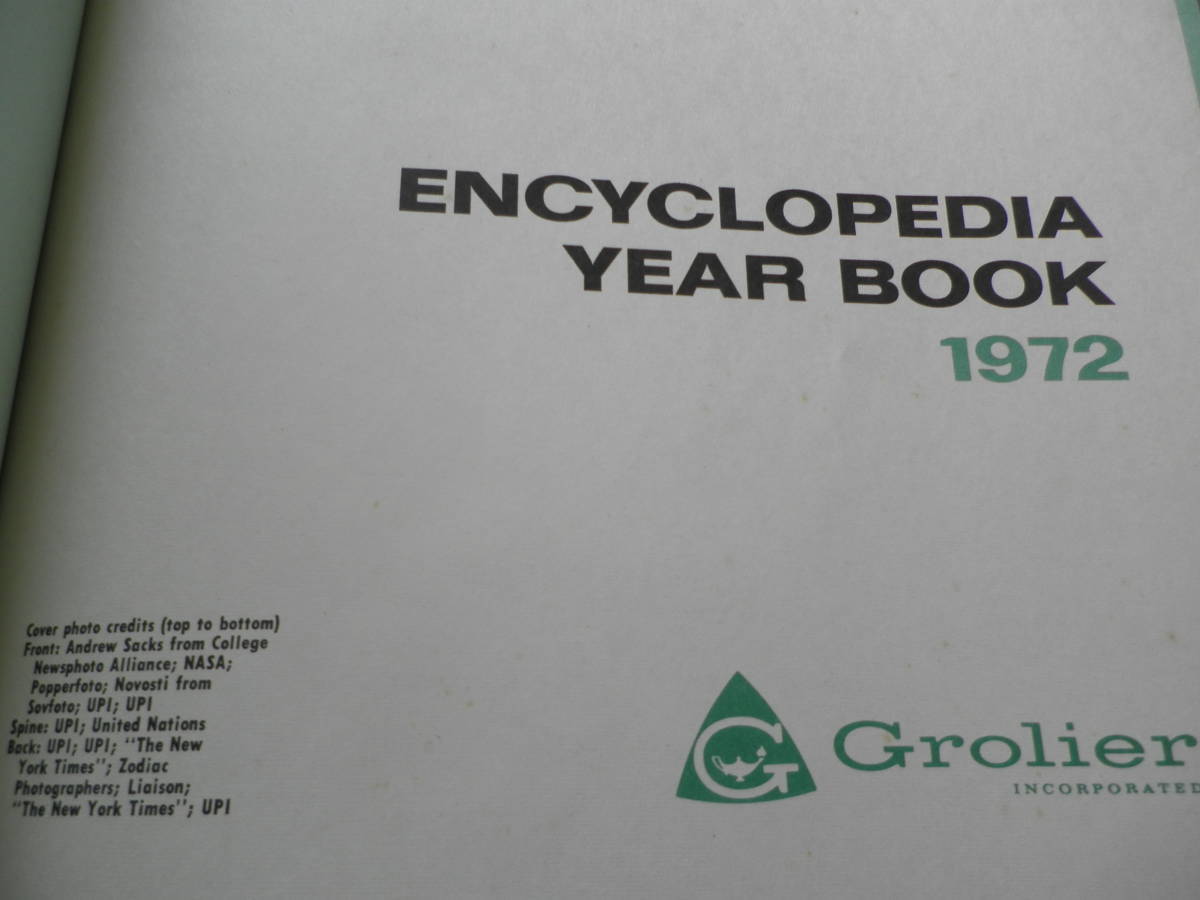 ENCYCLOPEDIA
YEAR BOOK
1972
Cover photo credits (top to bottom)
Front: Andrew Sacks from College
Newsphoto Alliance; NASA;
Popperfoto; Novosti from
Sovfoto; UPI; UPI
Spine: UPI; United Nations
Back: UPI; UPI; "The New
York Times"; Zodiac
Photographers; Liaison;
"The New York Times"; UPI
G
Grolier
INCORPORATED